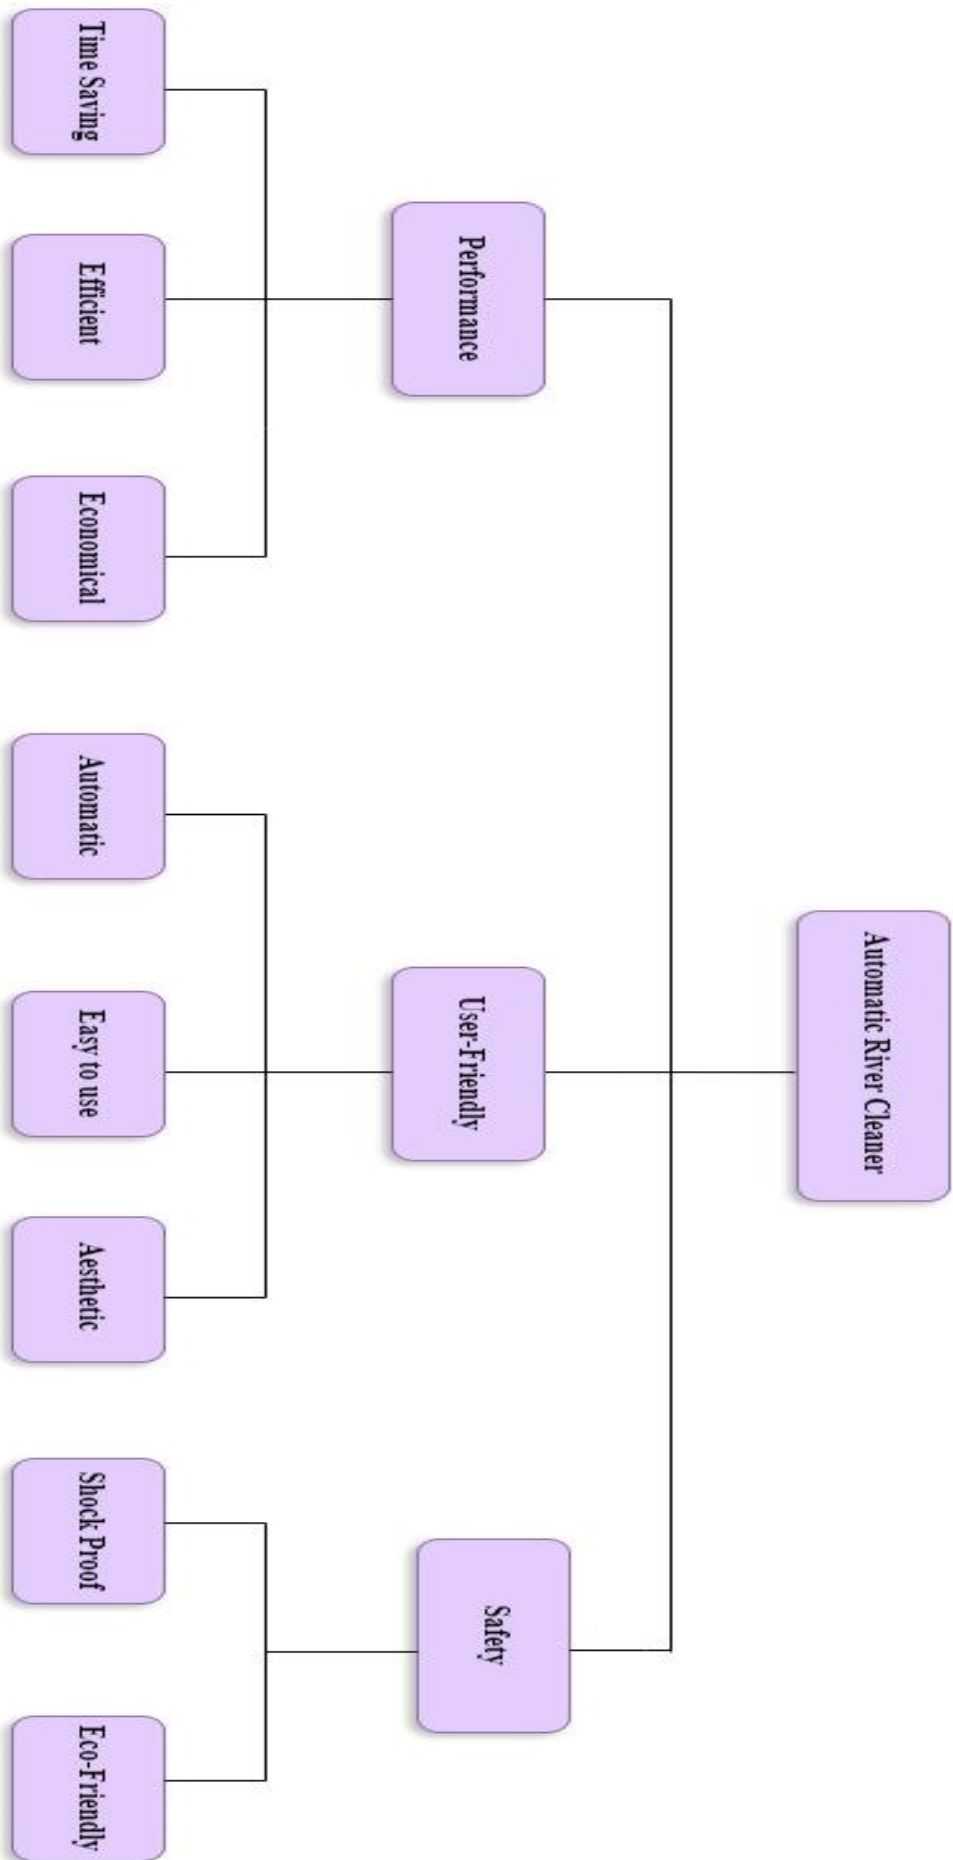 Automatic River Cleaner
Performance
User-Friendly
Safety
Time Saving
Efficient
Economical
Automatic
Easy to use
Aesthetic
Shock Proof
Eco-Friendly